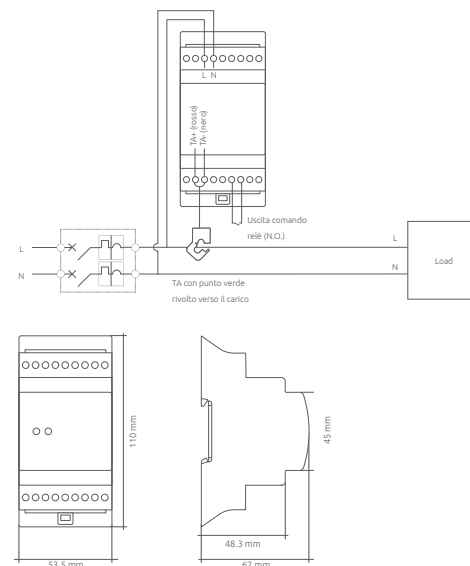 L N
TA+ (rosso)
TA- (nero)
Uscita comando
relè (N.O.)
L
L
N
N
Load
TA con punto verde
rivolto verso il carico
110 mm
45 mm
48.3 mm
53.5 mm
62 mm